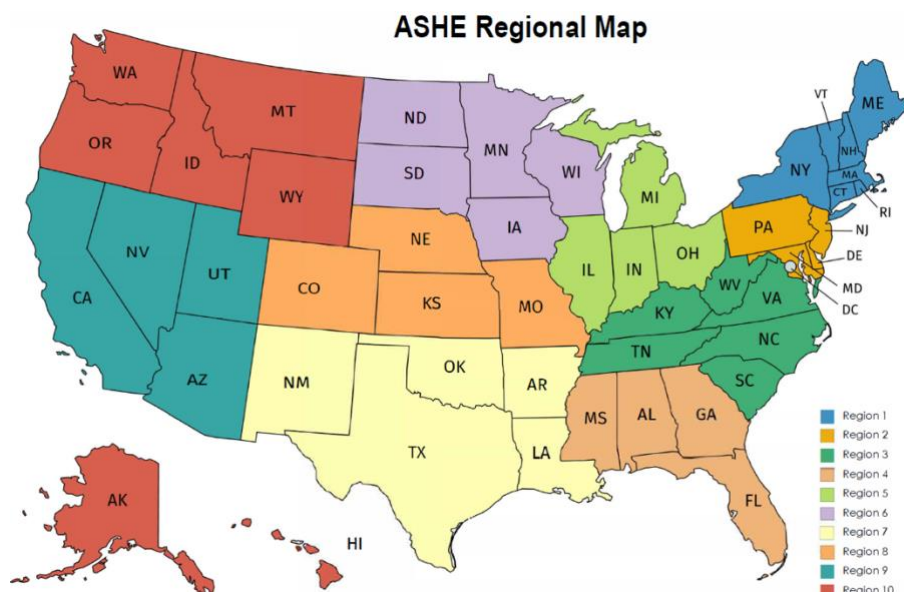 ASHE Regional Map
WA
MT
ND
MN
VT
ME
OR
ID
SD
WI
MI
NY
NH
MA
CT
RI
WY
IA
PA
NJ
NV
NE
IL
IN
OH
DE
UT
CO
MD
CA
KS
MO
WV
VA
DC
KY
AZ
NM
OK
AR
TN
NC
SC
TX
LA
MS
AL
GA
FL
AK
HI
Region 1
Region 2
Region 3
Region 4
Region 5
Region 6
Region 7
Region 8
Region 9
Region 10